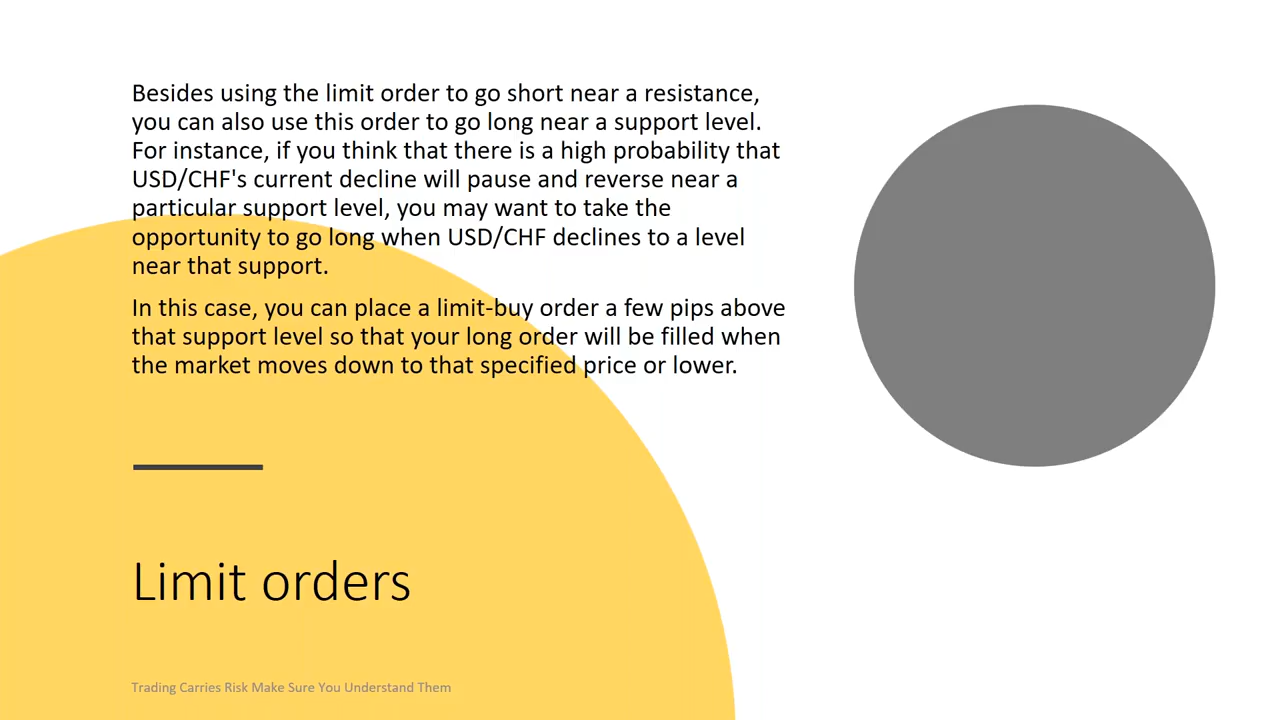 Besides using the limit order to go short near a resistance,
you can also use this order to go long near a support level.
For instance, if you think that there is a high probability that
USD/CHF's current decline will pause and reverse near a
particular support level, you may want to take the
opportunity to go long when USD/CHF declines to a level
near that support.
In this case, you can place a limit-buy order a few pips above
that support level so that your long order will be filled when
the market moves down to that specified price or lower.
Limit orders
Trading Carries Risk Make Sure You Understand Them